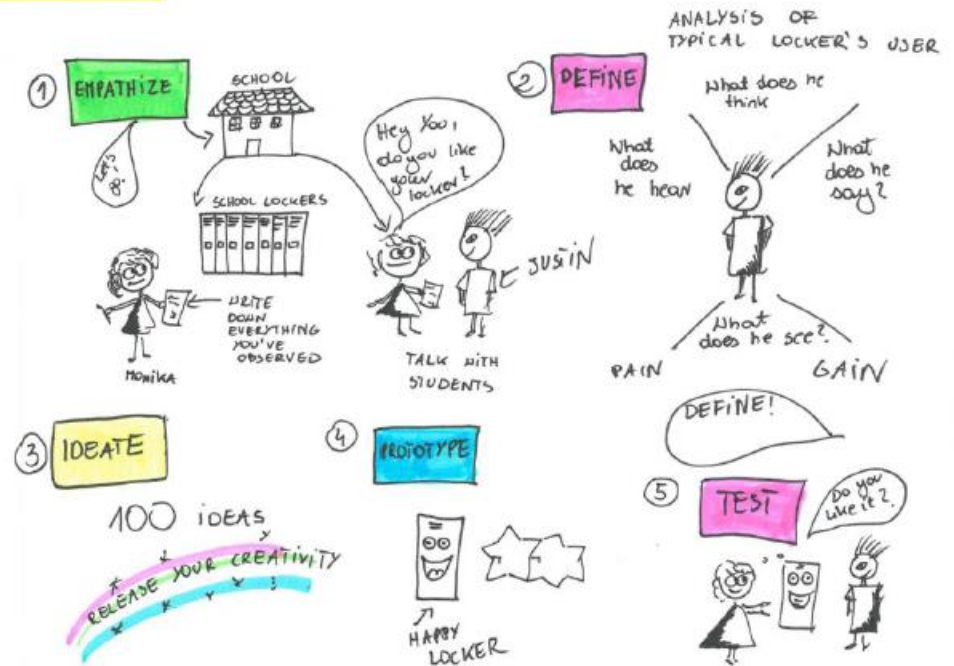 1
EMPATHIZE
Let's
go!
SCHOOL
SCHOOL LOCKERS
Hey You,
do you like
your
locker?
JUSTIN
WRITE
DOWN
EVERYTHING
YOU'VE
OBSERVED
MONIKA
TALK WITH
STUDENTS
2
DEFINE
ANALYSIS OF
TYPICAL LOCKER'S USER
What does he
think
What
does
he hear
What
does he
say?
What
does he see?
PAIN
GAIN
DEFINE!
3
IDEATE
100 iDEAS
RELEASE YOUR CREATIVITY
4
PROTOTYPE
HAPPY
LOCKER
5
TEST
Do you
like it?